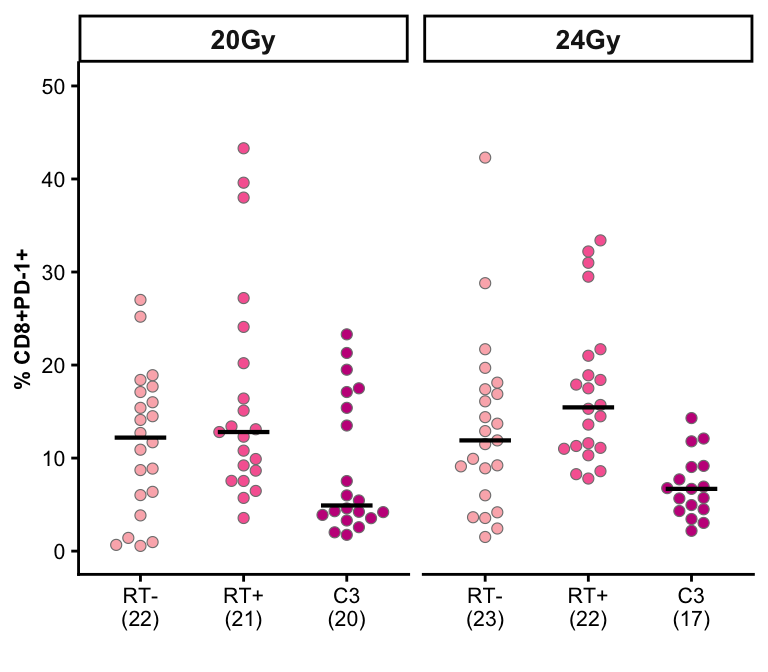 20Gy 24Gy
% CD8+PD-1+
50
40
30
20
10
0
RT- RT+ C3 RT- RT+ C3
(22) (21) (20) (23) (22) (17)